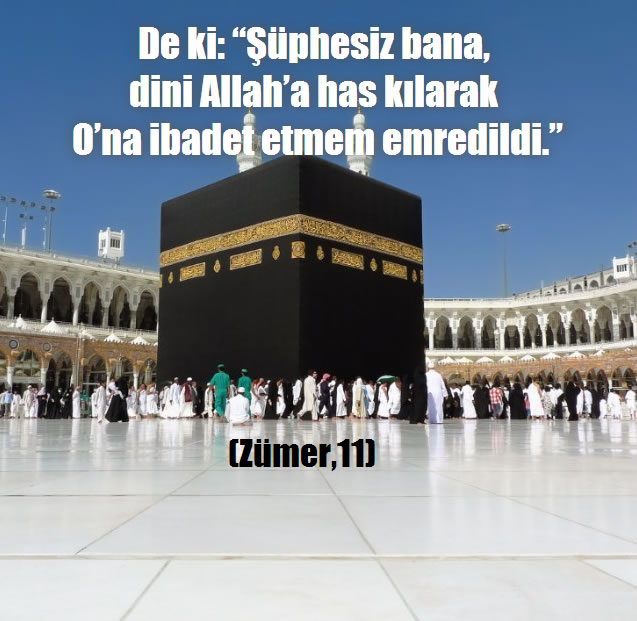 De ki: “Şüphesiz bana,
dini Allah’a has kılarak
O’na ibadet etmem emredildi.”
(Zümer,11)